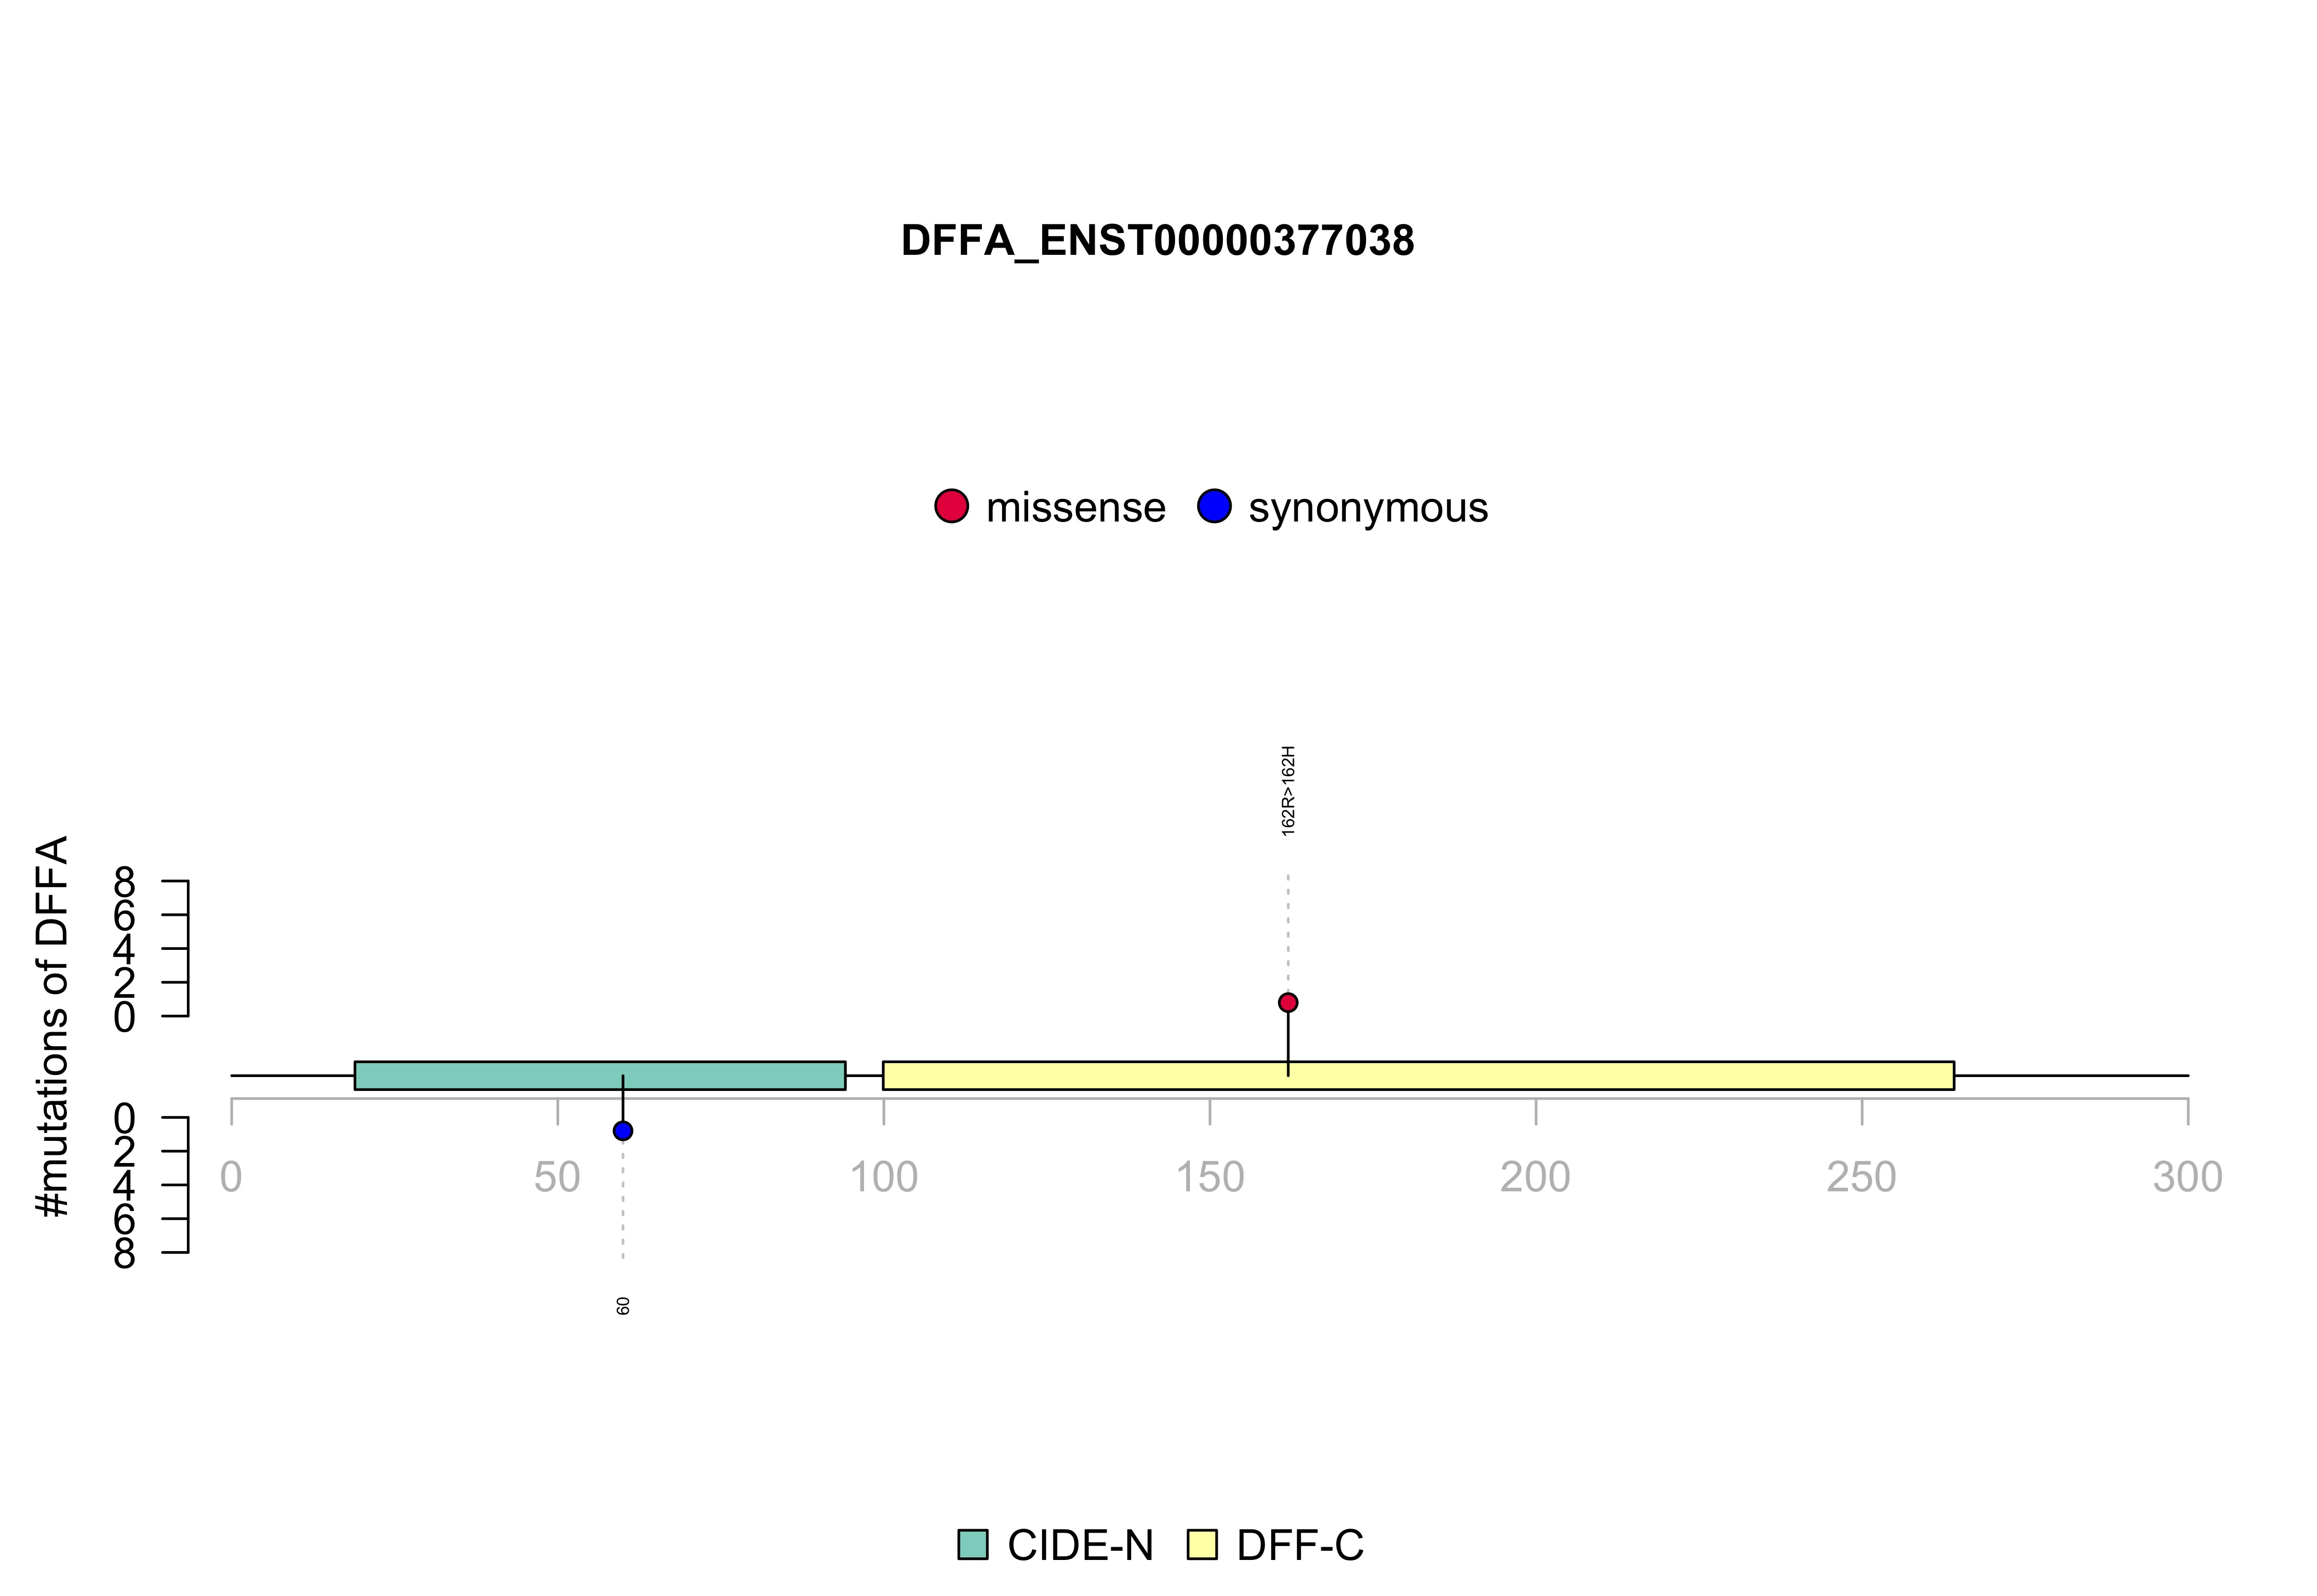 DFFA_ENST00000377038
missense synonymous
162R>162H
#mutations of DFFA
8
6
4
2
0
0
2
4
6
8
0 50 100 150 200 250 300
60
CIDE-N DFF-C